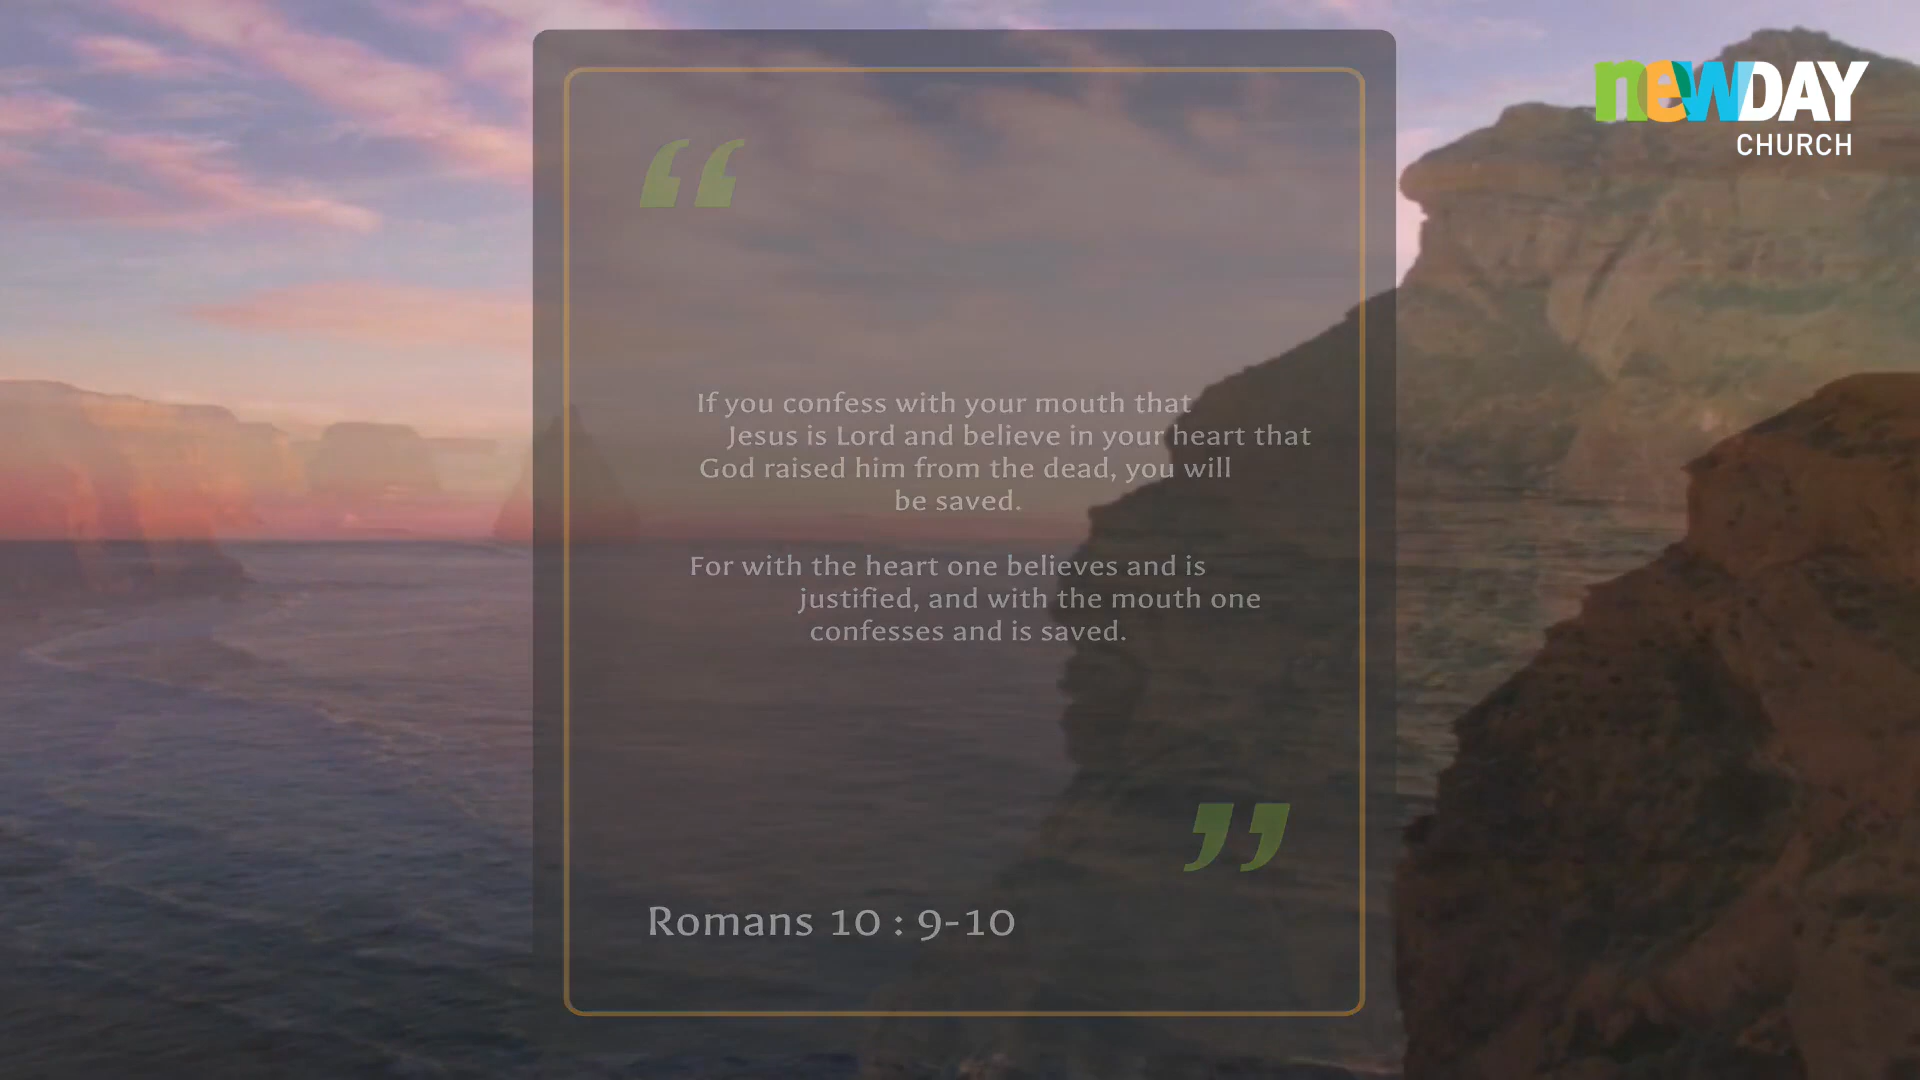 newDAY
CHURCH
“
If you confess with your mouth that
Jesus is Lord and believe in your heart that
God raised him from the dead, you will
be saved.
For with the heart one believes and is
justified, and with the mouth one
confesses and is saved.
”
Romans 10 : 9-10